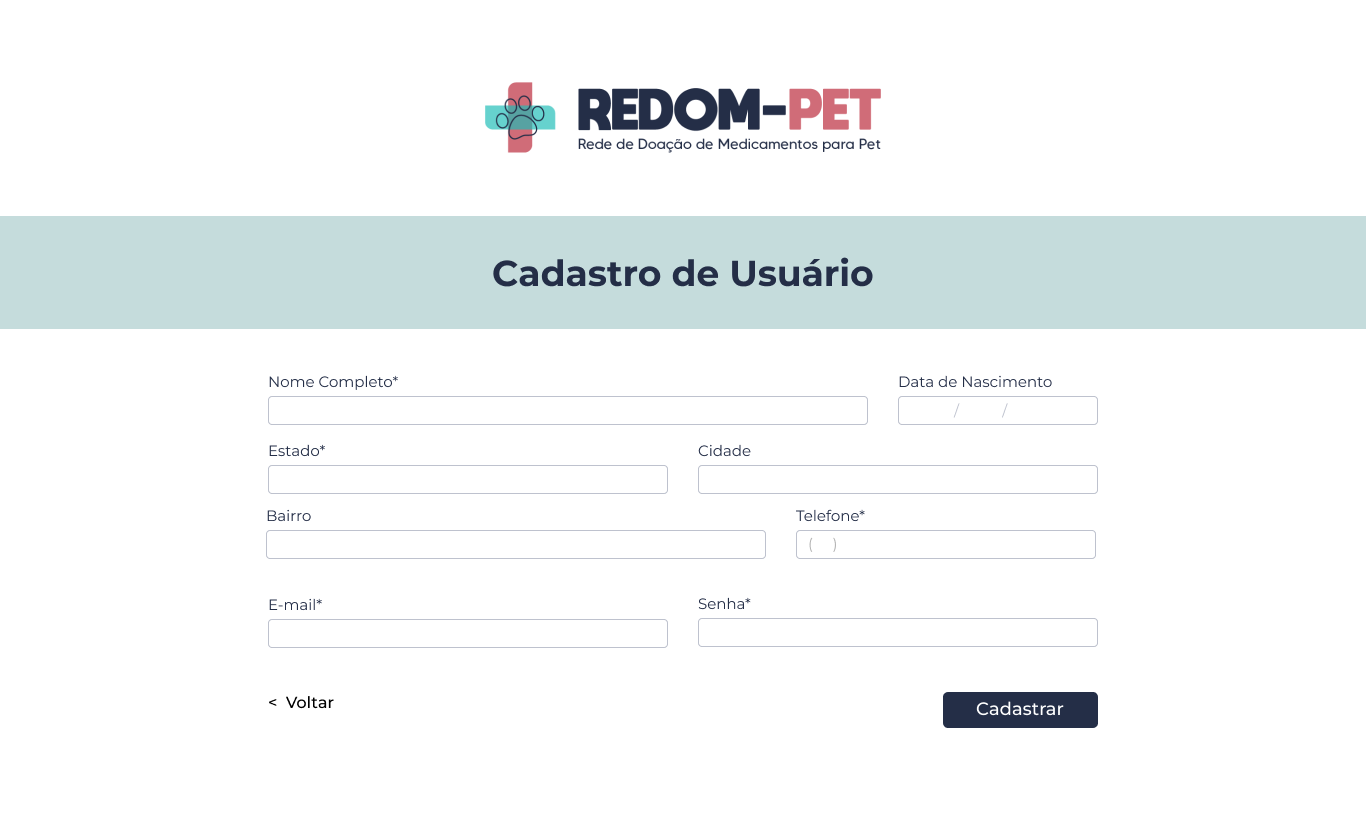 REDOM-PET
Rede de Doação de Medicamentos para Pet
Cadastro de Usuário
Nome Completo*
Data de Nascimento
/ /
Estado*
Cidade
Bairro
Telefone*
( )
E-mail*
Senha*
< Voltar
Cadastrar